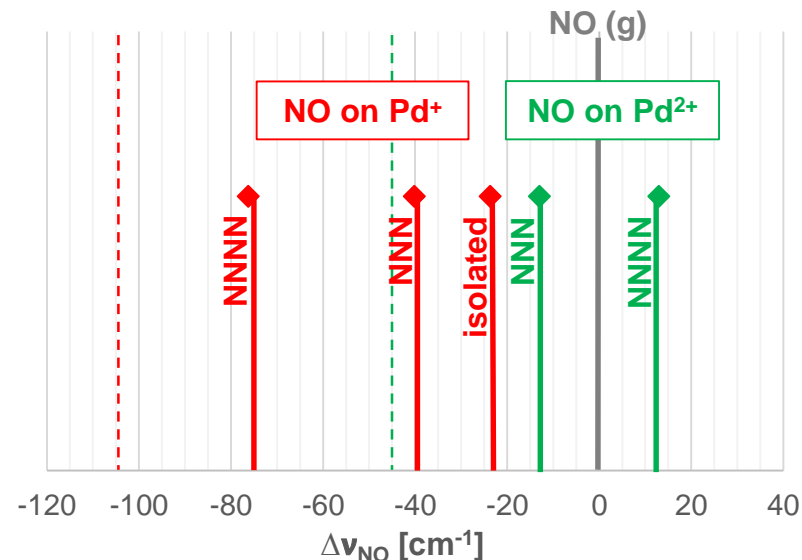 NO (g)
NO on Pd⁺
NO on Pd²⁺
NNNN
NNN
isolated
NNN
NNNN
-120 -100 -80 -60 -40 -20 0 20 40
Δν_NO [cm⁻¹]